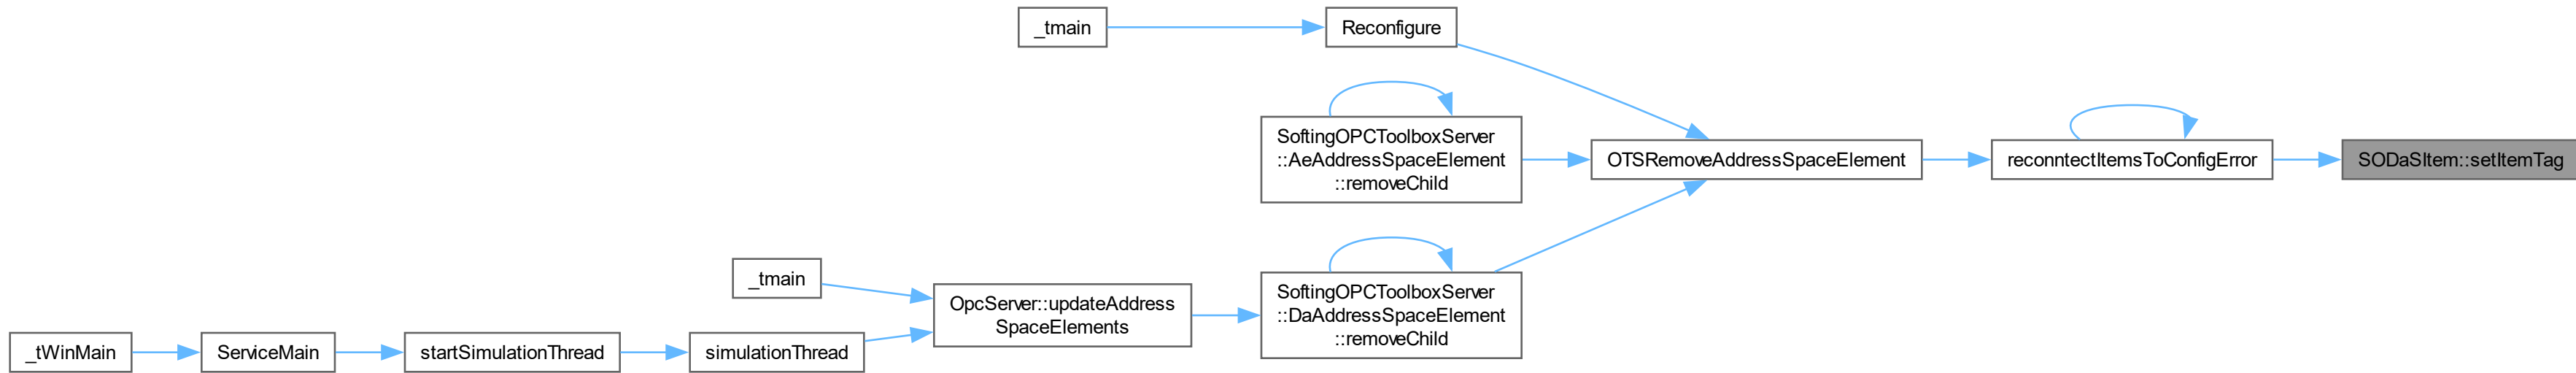 _tmain
Reconfigure
SoftingOPCToolboxServer
::AeAddressSpaceElement
::removeChild
OTSRemoveAddressSpaceElement
reconntectItemsToConfigError
SODaSItem::setItemTag
_tmain
OpcServer::updateAddress
SpaceElements
SoftingOPCToolboxServer
::DaAddressSpaceElement
::removeChild
_tWinMain
ServiceMain
startSimulationThread
simulationThread